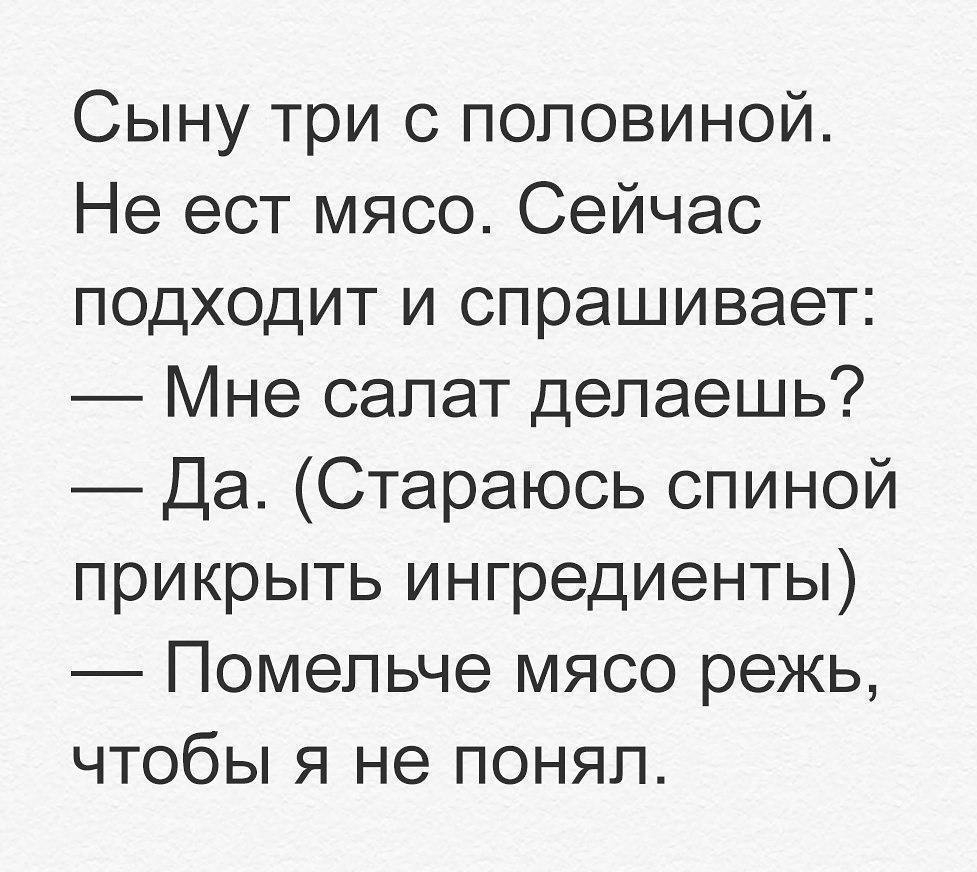 Сыну три с половиной.
Не ест мясо. Сейчас
подходит и спрашивает:
— Мне салат делаешь?
— Да. (Стараюсь спиной
прикрыть ингредиенты)
— Помельче мясо режь,
чтобы я не понял.